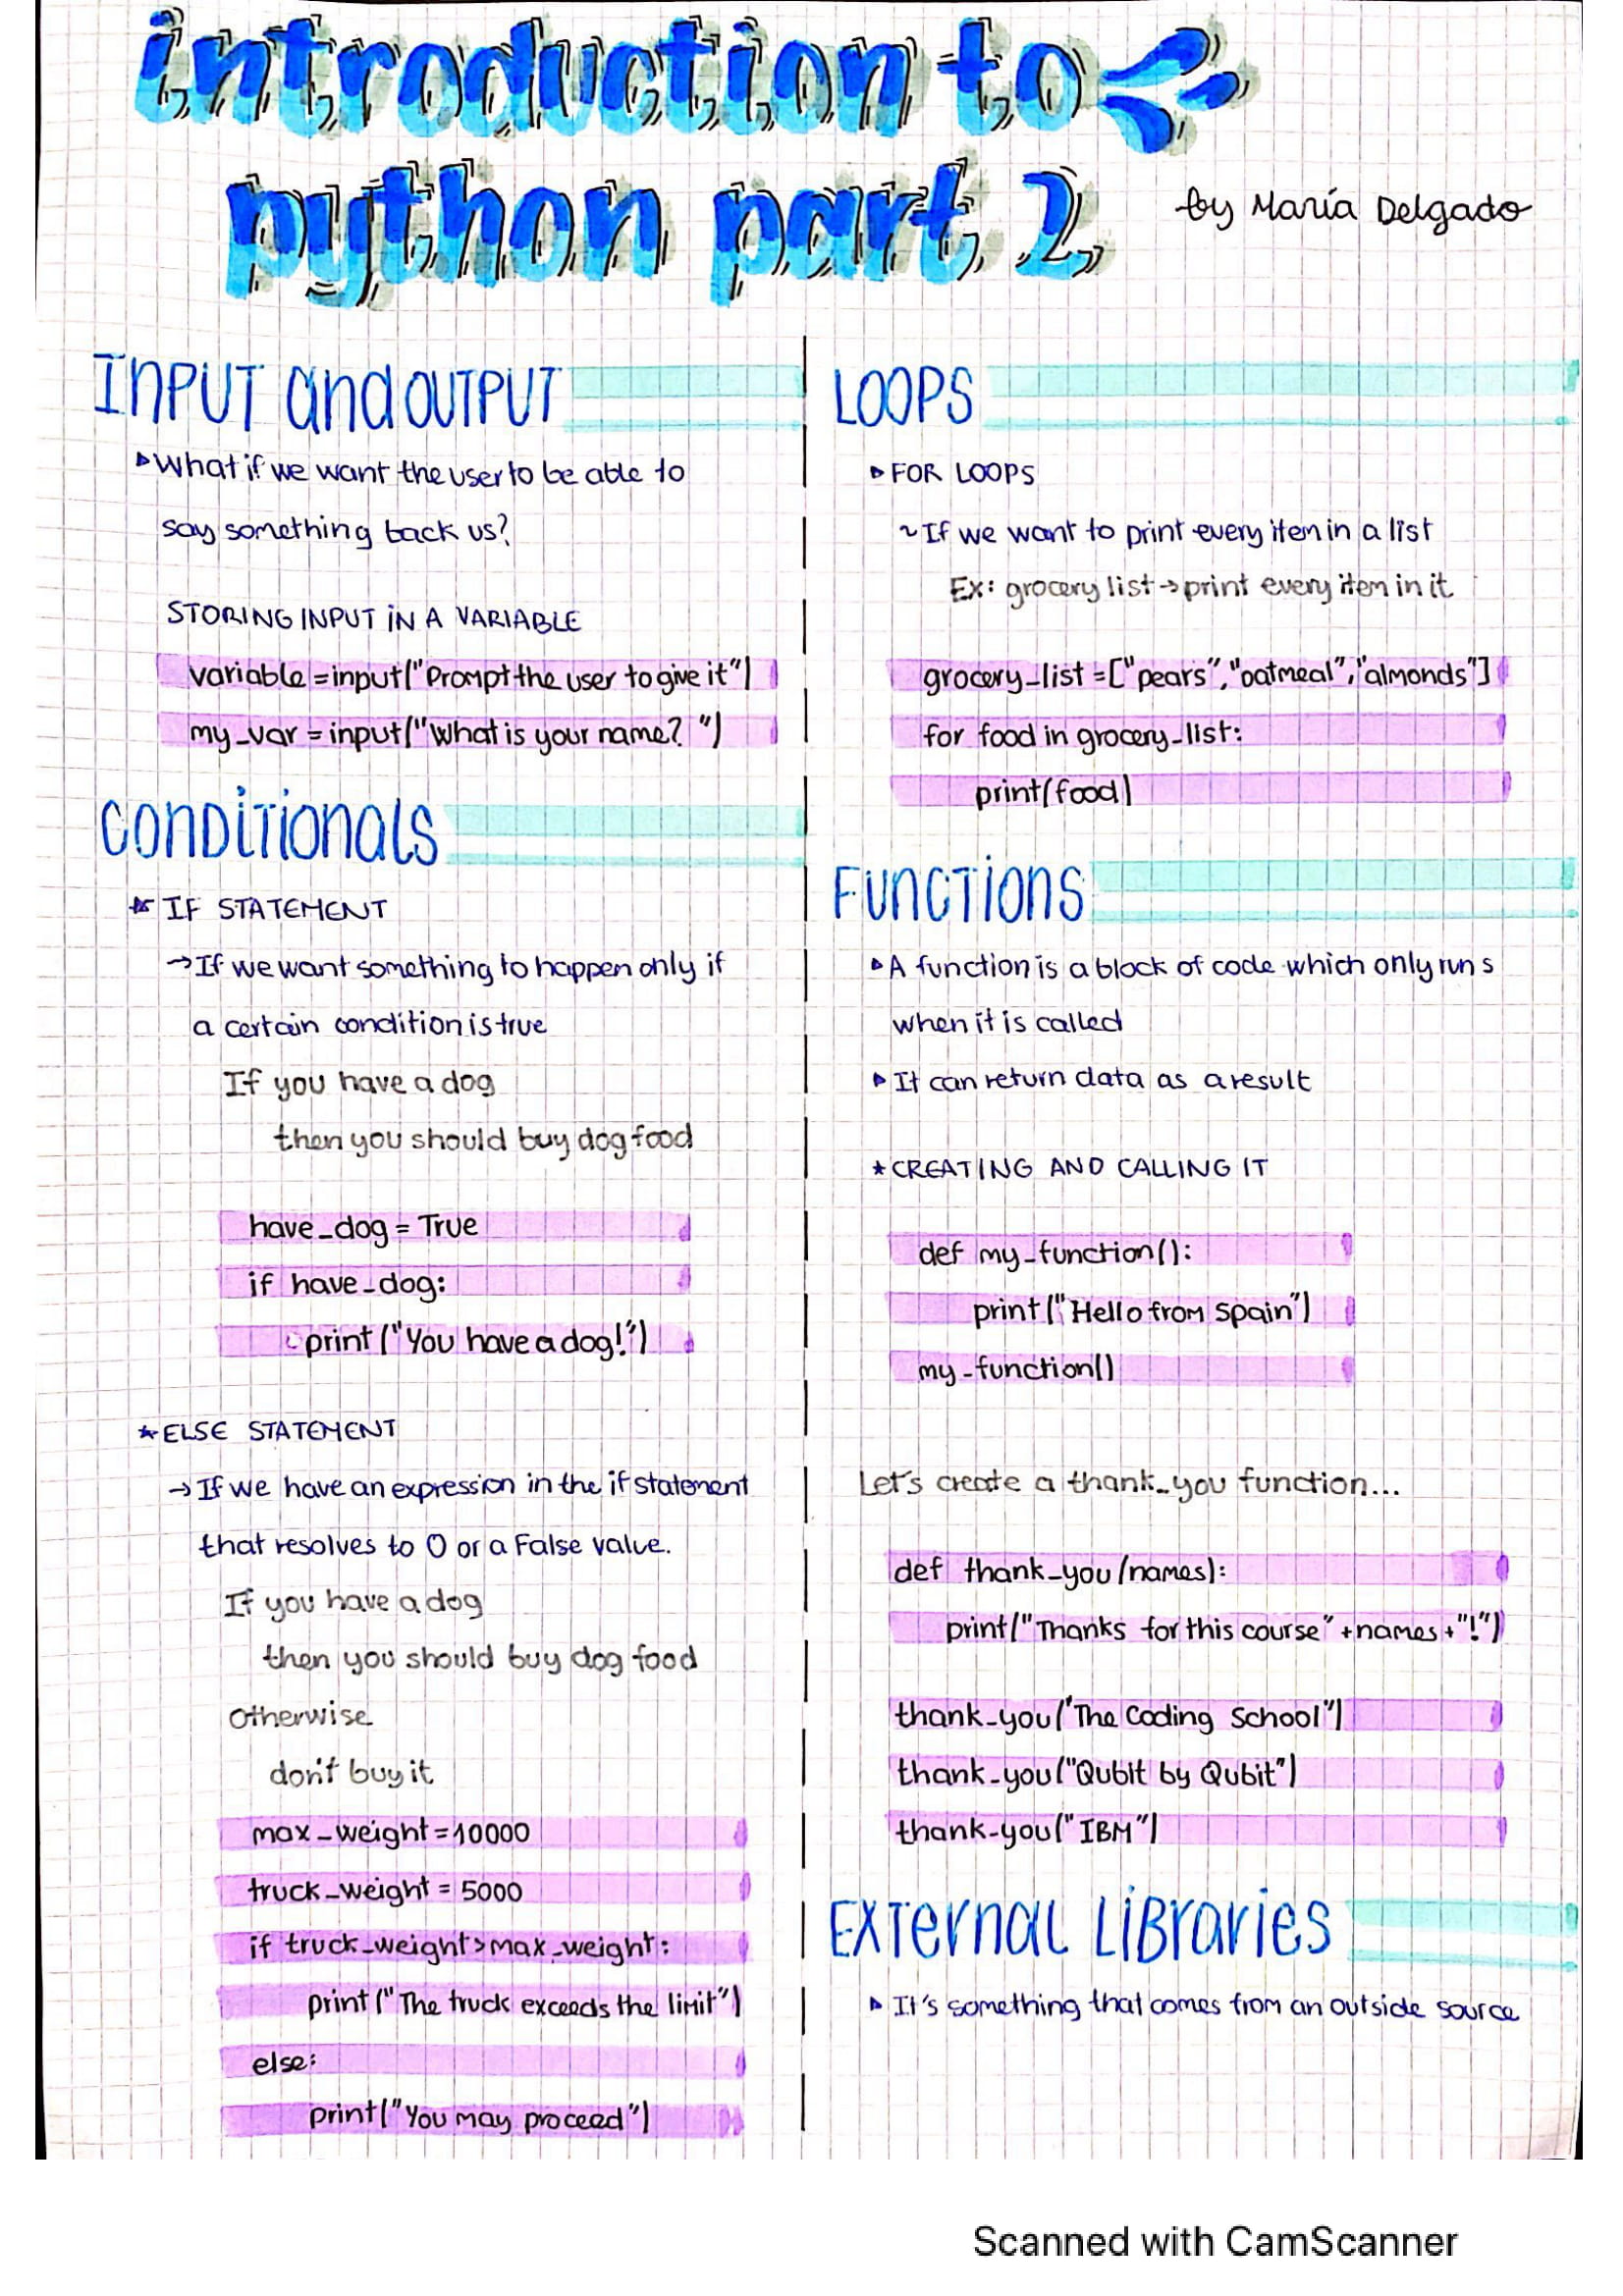 introduction to
python part 2
by María Delgado
INPUT and OUTPUT
▸What if we want the user to be able to
say something back us?
STORING INPUT IN A VARIABLE
variable=input("Prompt the user to give it")
my_var = input("What is your name? ")
CONDITIONALS
* IF STATEMENT
→If we want something to happen only if
a certain condition is true
If you have a dog
then you should buy dog food
have_dog = True
if have_dog:
print("You have a dog!")
*ELSE STATEMENT
→If we have an expression in the if statement
that resolves to 0 or a False value.
If you have a dog
then you should buy dog food
otherwise
don't buy it
max_weight=10000
truck_weight = 5000
if truck_weight>max_weight:
print("The truck exceeds the limit")
else:
print("You may proceed")
LOOPS
▸FOR LOOPS
~If we want to print every item in a list
Ex: grocery list→print every item in it
grocery_list=["pears","oatmeal","almonds"]
for food in grocery_list:
print(food)
FUNCTIONS
▸A function is a block of code which only runs
when it is called
▸It can return data as a result
*CREATING AND CALLING IT
def my_function():
print("Hello from Spain")
my_function()
Let's create a thank_you function...
def thank_you(names):
print("Thanks for this course"+names+"!")
thank_you("The Coding School")
thank_you("Qubit by Qubit")
thank_you("IBM")
EXTERNAL LIBRARIES
▸It's something that comes from an outside source
Scanned with CamScanner